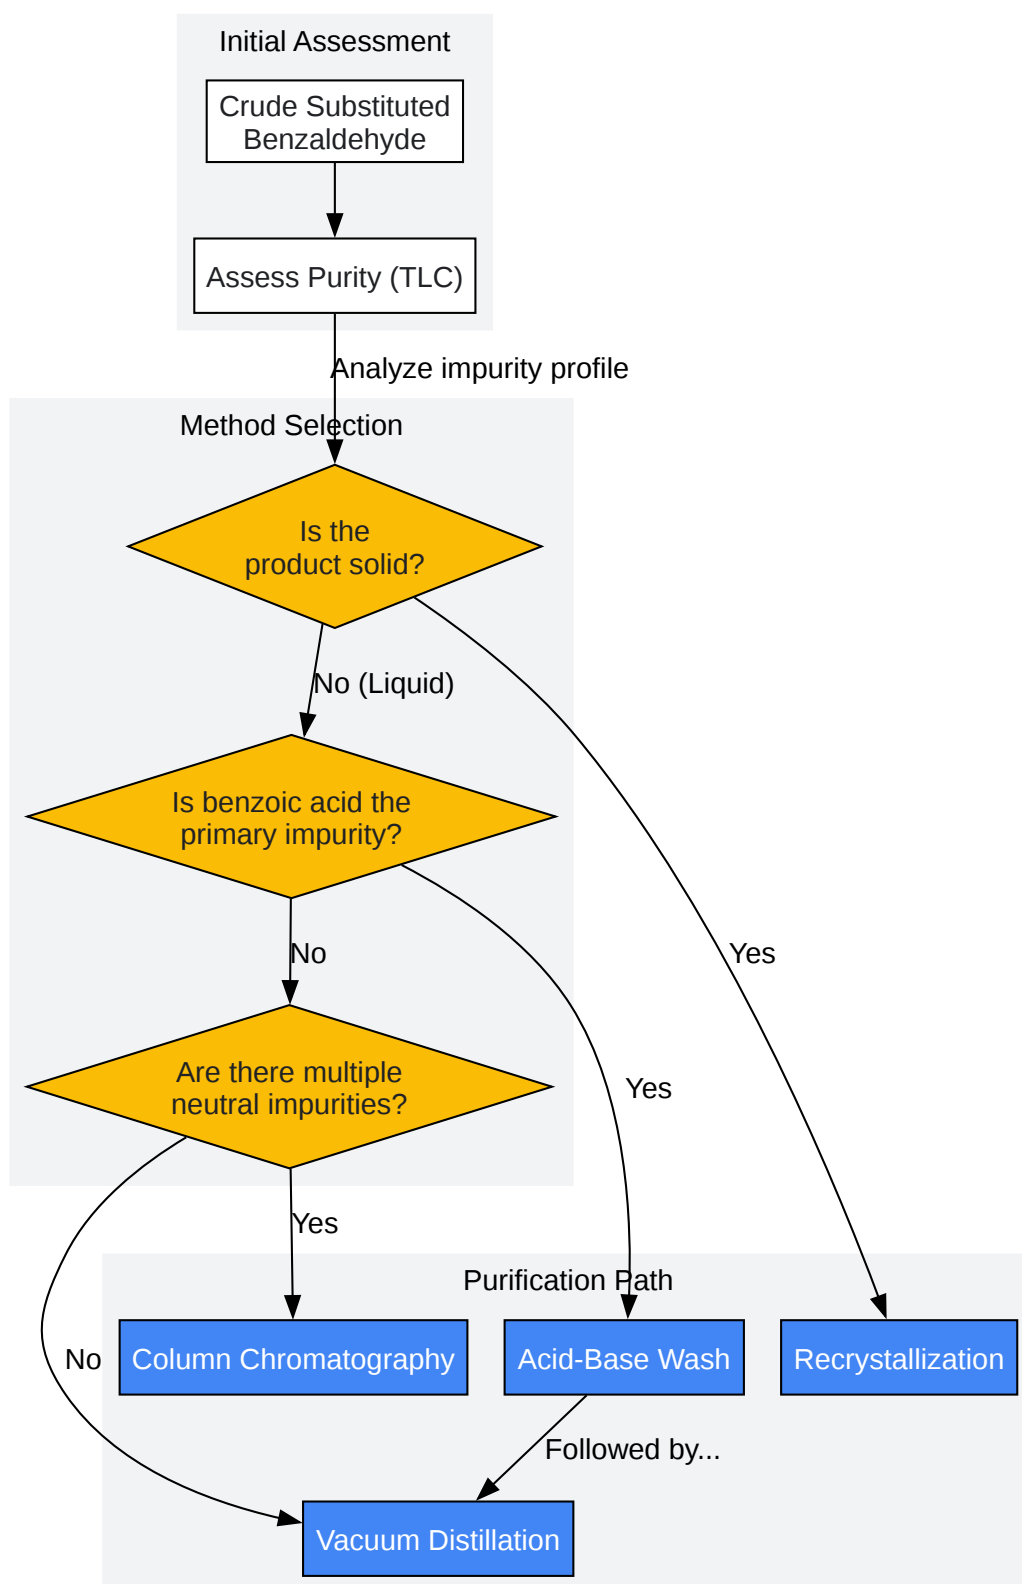 Initial Assessment
Crude Substituted
Benzaldehyde
Assess Purity (TLC)
Analyze impurity profile
Method Selection
Is the
product solid?
No (Liquid)
Is benzoic acid the
primary impurity?
No
Yes
Are there multiple
neutral impurities?
Yes
Yes
Purification Path
No
Column Chromatography
Acid-Base Wash
Recrystallization
Followed by...
Vacuum Distillation